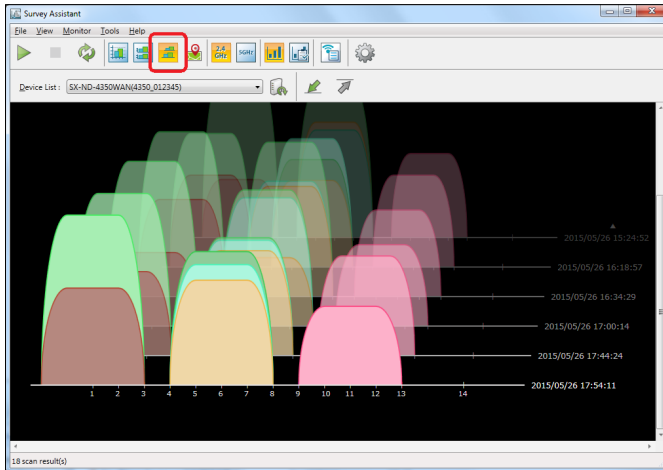 Survey Assistant
File View Monitor Tools Help
2.4 GHz
5GHz
Device List : SX-ND-4350WAN(4350_012345)
2015/05/26 15:24:52
2015/05/26 16:18:57
2015/05/26 16:34:29
2015/05/26 17:00:14
2015/05/26 17:44:24
2015/05/26 17:54:11
1 2 3 4 5 6 7 8 9 10 11 12 13 14
18 scan result(s)